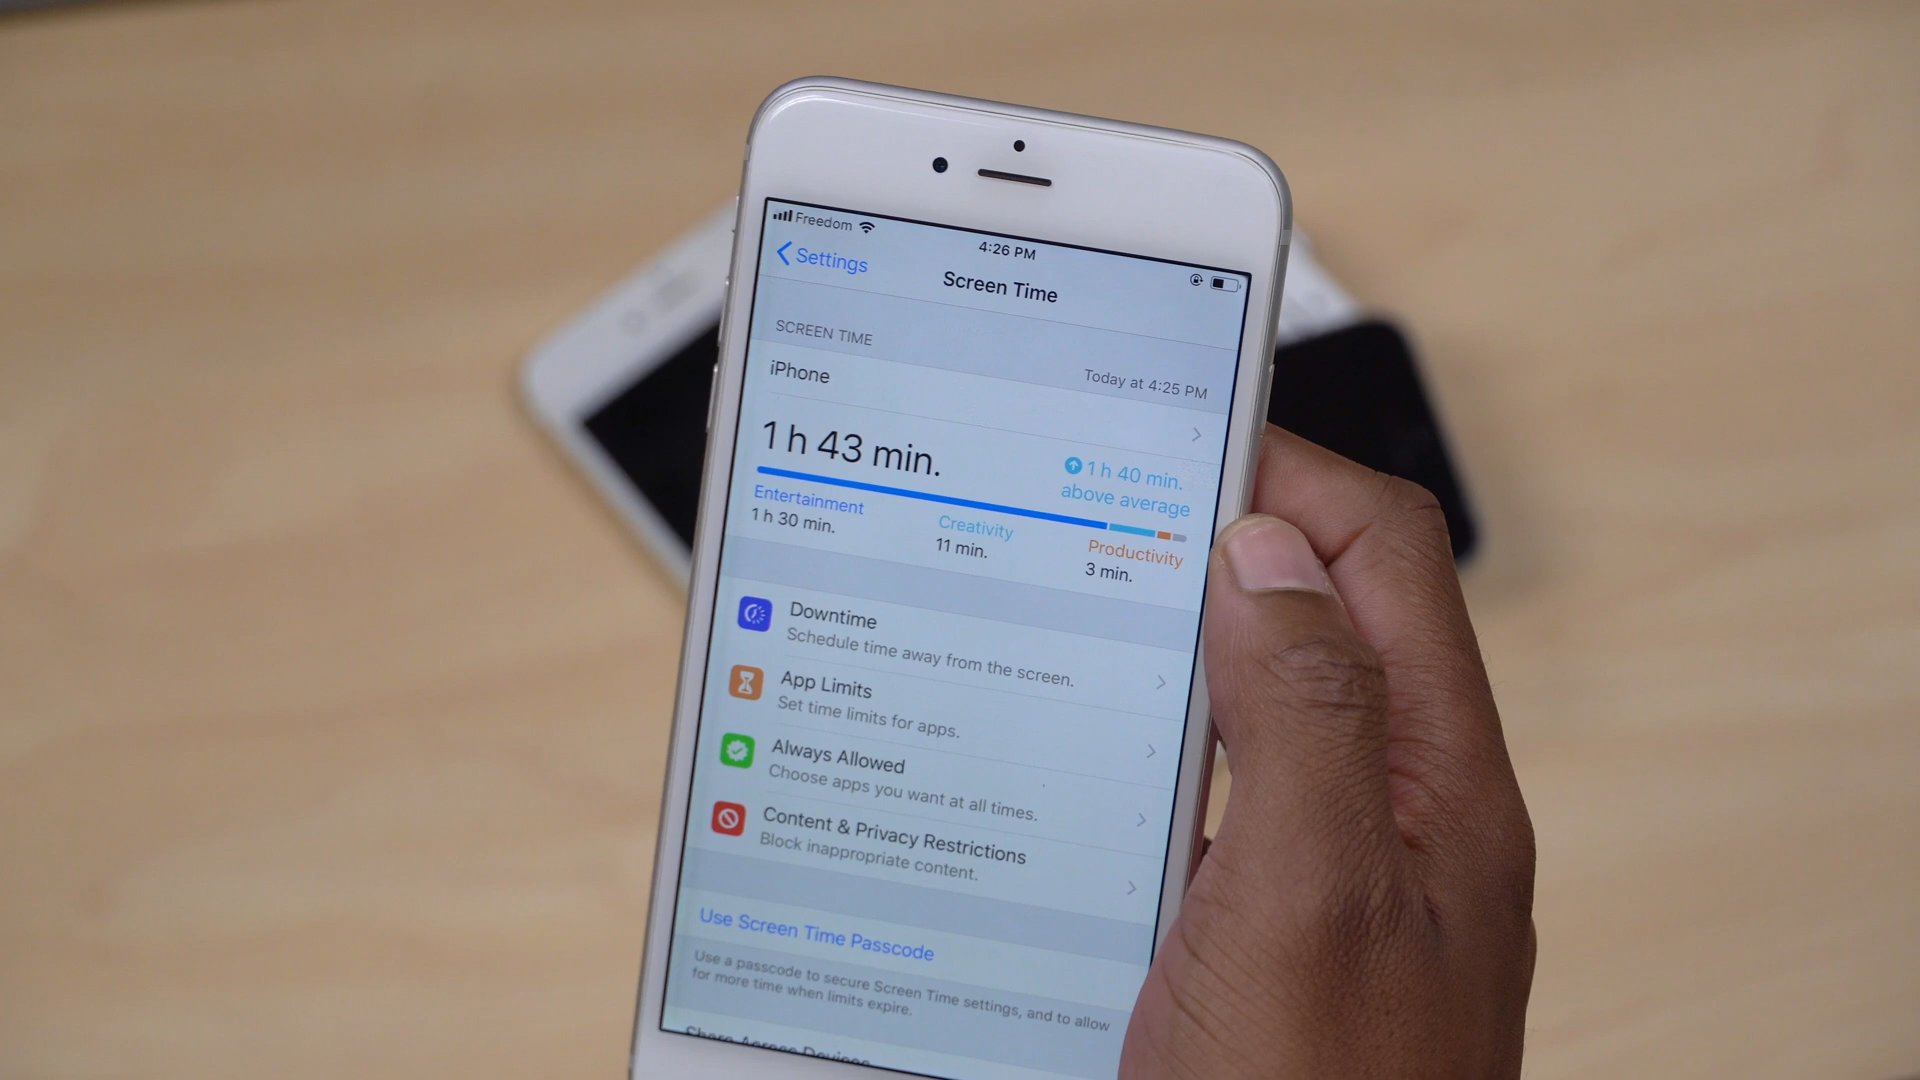 Freedom
4:26 PM
Settings
Screen Time
SCREEN TIME
Today at 4:25 PM
iPhone
1 h 43 min.
1 h 40 min.
above average
Entertainment
1 h 30 min.
Creativity
11 min.
Productivity
3 min.
Downtime
Schedule time away from the screen.
App Limits
Set time limits for apps.
Always Allowed
Choose apps you want at all times.
Content & Privacy Restrictions
Block inappropriate content.
Use Screen Time Passcode
Use a passcode to secure Screen Time settings, and to allow
for more time when limits expire.
Share Across Devices